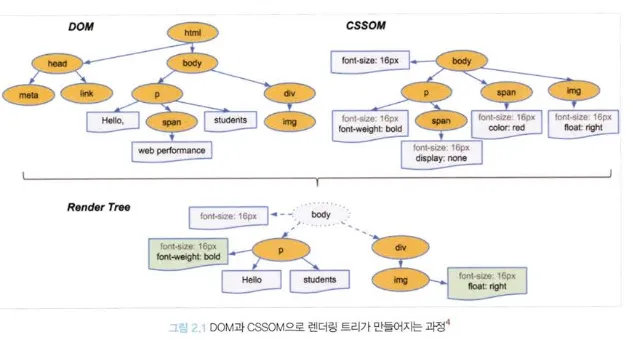 DOM
html
head
body
meta
link
p
div
Hello,
span
students
img
web performance
CSSOM
font-size: 16px
body
p
span
img
font-size: 16px
font-weight: bold
span
font-size: 16px
color: red
font-size: 16px
float: right
font-size: 16px
display: none
Render Tree
font-size: 16px
body
font-size: 16px
font-weight: bold
p
div
Hello
students
img
font-size: 16px
float: right
그림 2.1 DOM과 CSSOM으로 렌더링 트리가 만들어지는 과정4